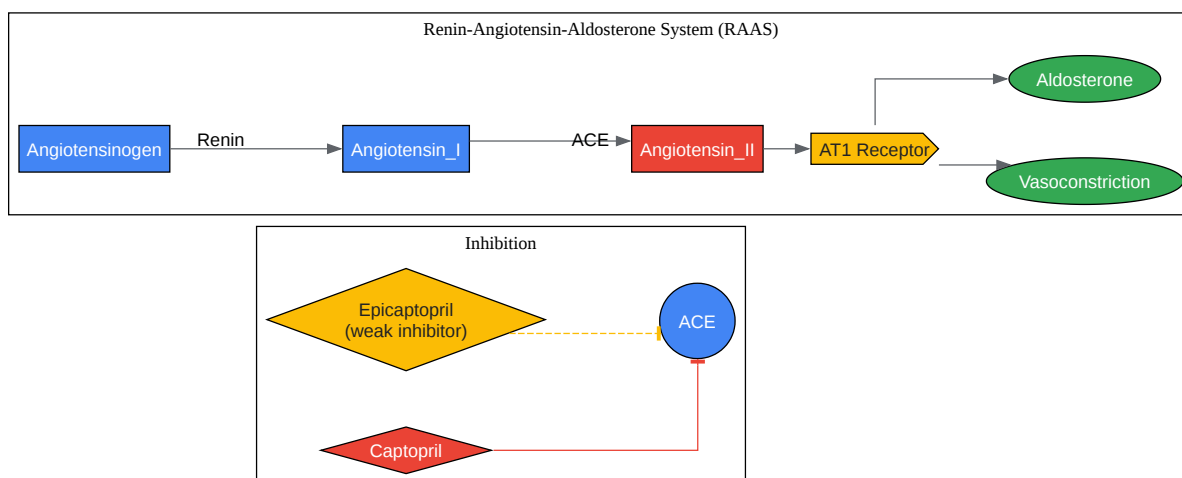 Renin-Angiotensin-Aldosterone System (RAAS)
Aldosterone
Angiotensinogen
Renin
Angiotensin_I
ACE
Angiotensin_II
AT1 Receptor
Vasoconstriction
Inhibition
Epicaptopril
(weak inhibitor)
ACE
Captopril